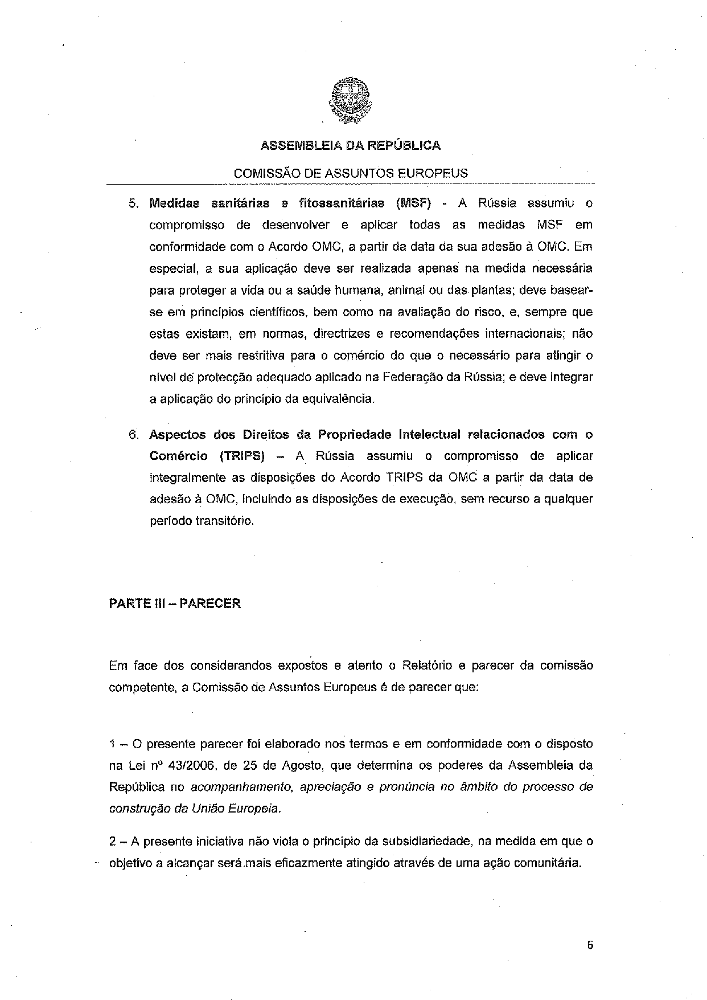 ASSEMBLEIA DA REPÚBLICA
COMISSÃO DE ASSUNTOS EUROPEUS
5. Medidas sanitárias e fitossanitárias (MSF) - A Rússia assumiu o
compromisso de desenvolver e aplicar todas as medidas MSF em
conformidade com o Acordo OMC, a partir da data da sua adesão à OMC. Em
especial, a sua aplicação deve ser realizada apenas na medida necessária
para proteger a vida ou a saúde humana, animal ou das plantas; deve basear-
se em princípios científicos, bem como na avaliação do risco, e, sempre que
estas existam, em normas, directrizes e recomendações internacionais; não
deve ser mais restritiva para o comércio do que o necessário para atingir o
nível de protecção adequado aplicado na Federação da Rússia; e deve integrar
a aplicação do princípio da equivalência.
6. Aspectos dos Direitos da Propriedade Intelectual relacionados com o
Comércio (TRIPS) – A Rússia assumiu o compromisso de aplicar
integralmente as disposições do Acordo TRIPS da OMC a partir da data de
adesão à OMC, incluindo as disposições de execução, sem recurso a qualquer
período transitório.
PARTE III – PARECER
Em face dos considerandos expostos e atento o Relatório e parecer da comissão
competente, a Comissão de Assuntos Europeus é de parecer que:
1 – O presente parecer foi elaborado nos termos e em conformidade com o disposto
na Lei nº 43/2006, de 25 de Agosto, que determina os poderes da Assembleia da
República no acompanhamento, apreciação e pronúncia no âmbito do processo de
construção da União Europeia.
2 – A presente iniciativa não viola o princípio da subsidiariedade, na medida em que o
objetivo a alcançar será mais eficazmente atingido através de uma ação comunitária.
6